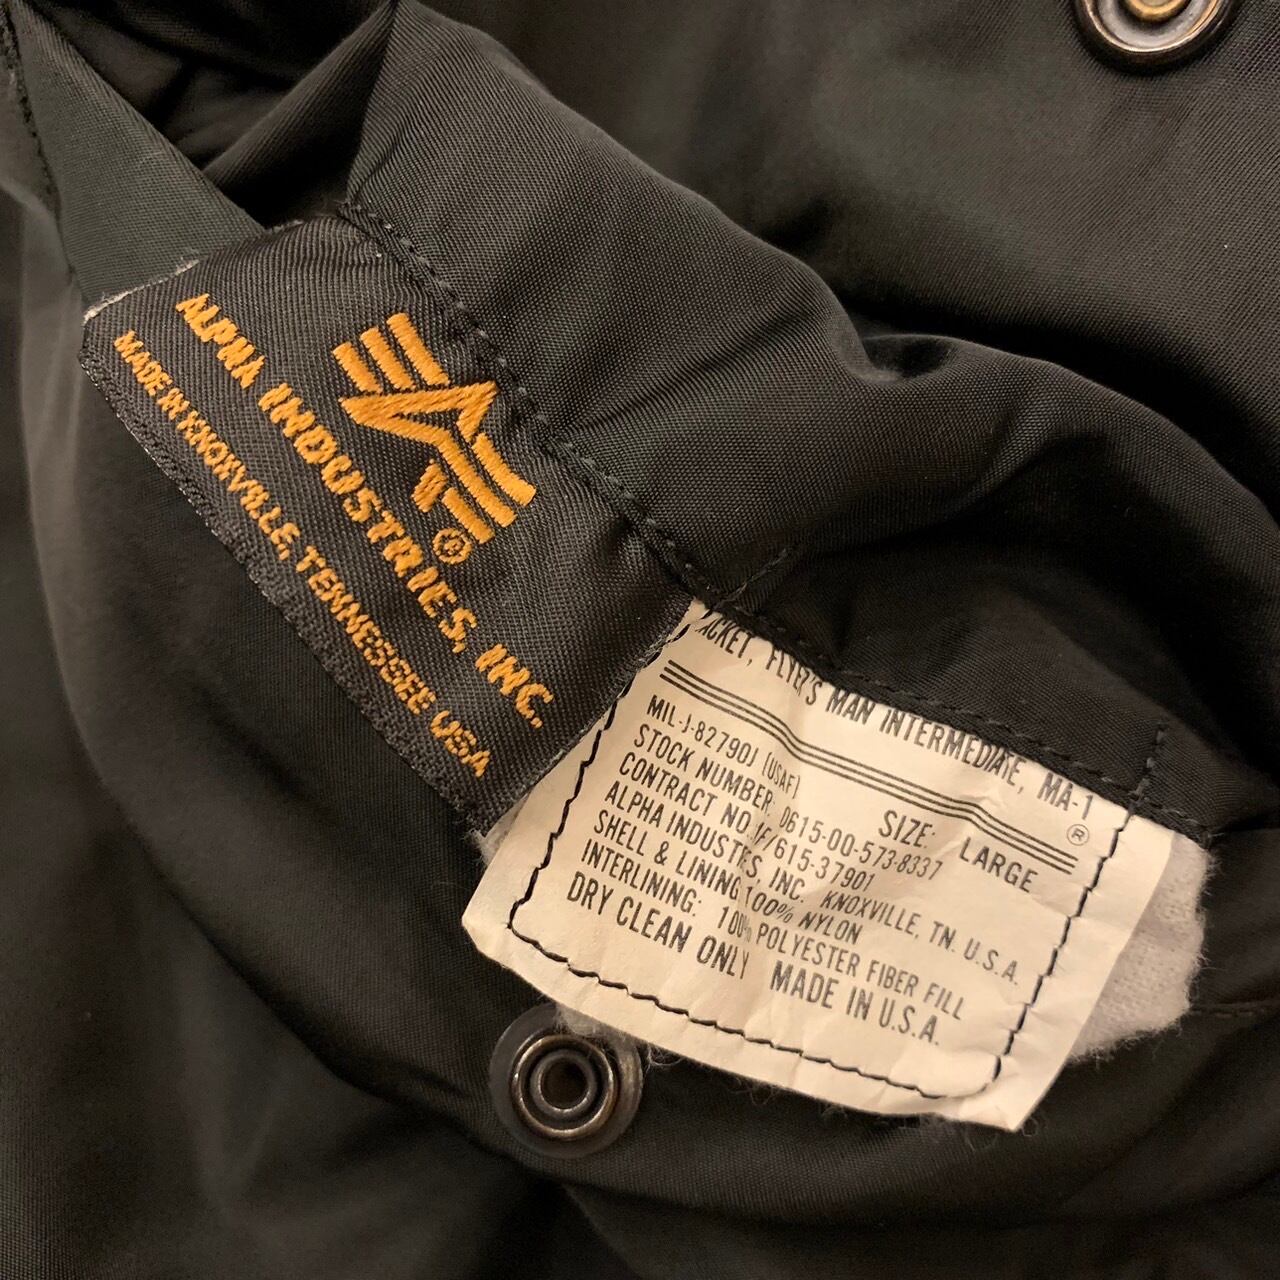 ALPHA INDUSTRIES, INC.
®
MADE IN KNOXVILLE, TENNESSEE USA
JACKET, FLYER'S MAN INTERMEDIATE, MA-1
®
MIL-J-82790J (USAF)
SIZE: LARGE
STOCK NUMBER: 0615-00-573-8337
CONTRACT NO. 1F/615-37901
ALPHA INDUSTRIES, INC. KNOXVILLE, TN. U.S.A.
SHELL & LINING 100% NYLON
INTERLINING: 100% POLYESTER FIBER FILL
DRY CLEAN ONLY MADE IN U.S.A.